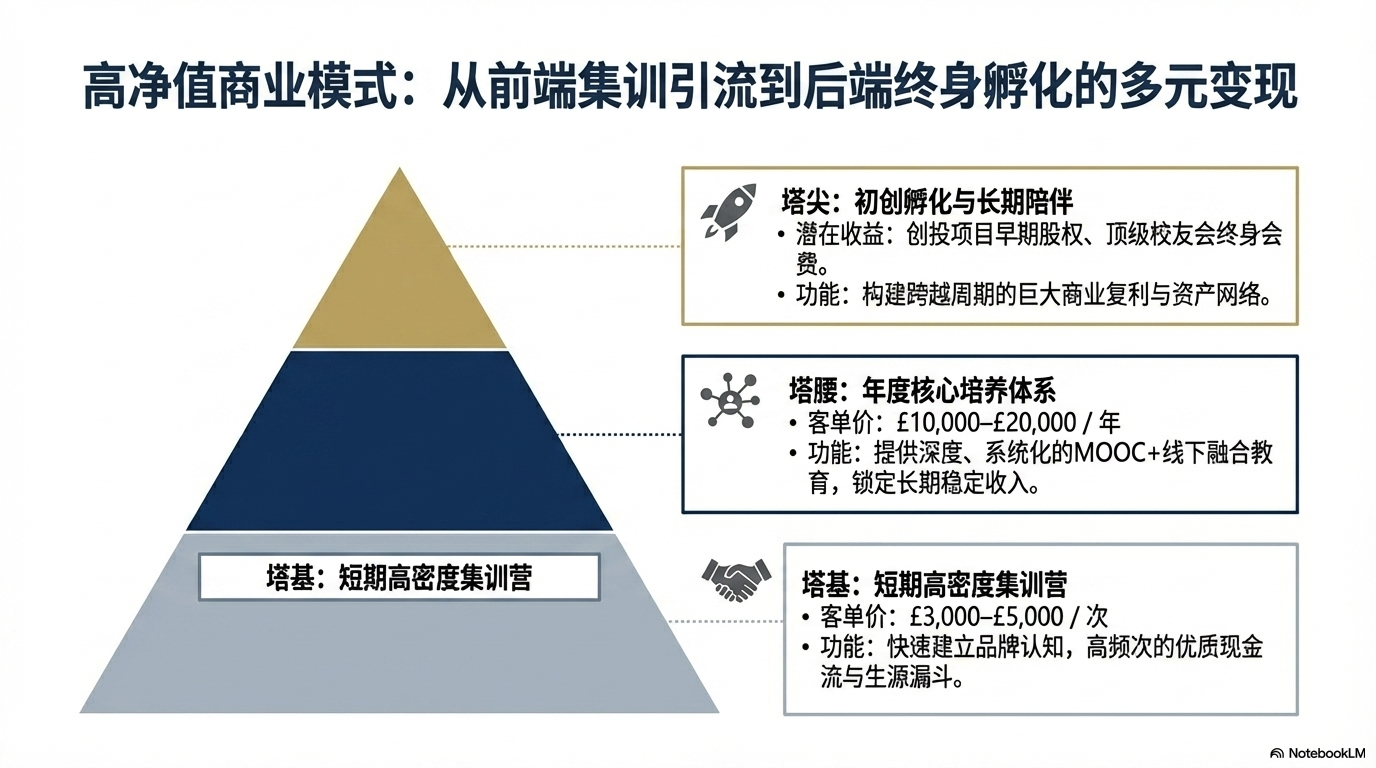 高净值商业模式：从前端集训引流到后端终身孵化的多元变现
塔尖：初创孵化与长期陪伴
• 潜在收益：创投项目早期股权、顶级校友会终身会
费。
• 功能：构建跨越周期的巨大商业复利与资产网络。
塔腰：年度核心培养体系
• 客单价：£10,000–£20,000 / 年
• 功能：提供深度、系统化的MOOC+线下融合教
育，锁定长期稳定收入。
塔基：短期高密度集训营
塔基：短期高密度集训营
• 客单价：£3,000–£5,000 / 次
• 功能：快速建立品牌认知，高频次的优质现金
流与生源漏斗。
NotebookLM